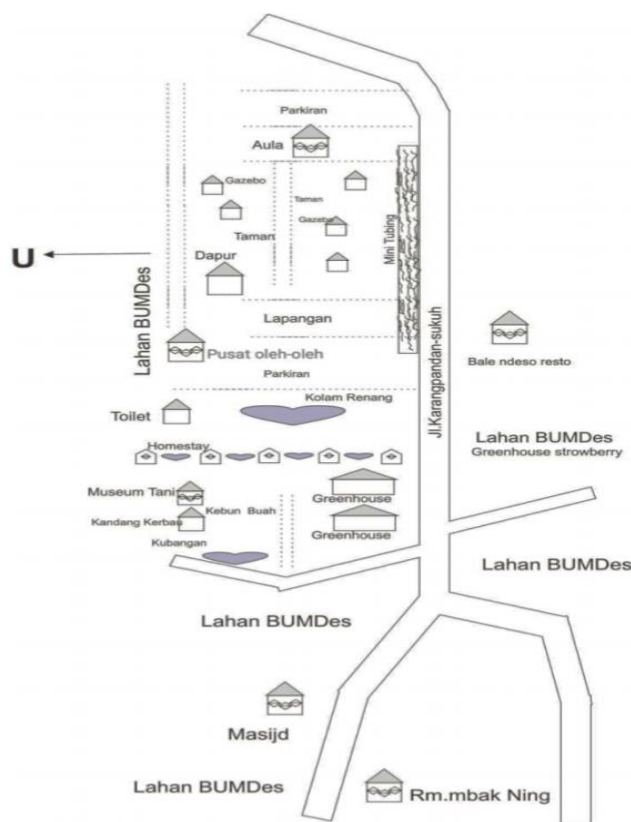 Parkiran
Aula
Gazebo
Taman
Gazebo
Taman
Mini Tubing
U
Dapur
Lahan BUMDes
Lapangan
Pusat oleh-oleh
Jl.Karangpandan-sukuh
Bale ndeso resto
Parkiran
Kolam Renang
Toilet
Lahan BUMDes
Greenhouse strowberry
Homestay
Museum Tani
Greenhouse
Kandang Kerbau
Kebun Buah
Greenhouse
Kubangan
Lahan BUMDes
Lahan BUMDes
Masijd
Lahan BUMDes
Rm.mbak Ning